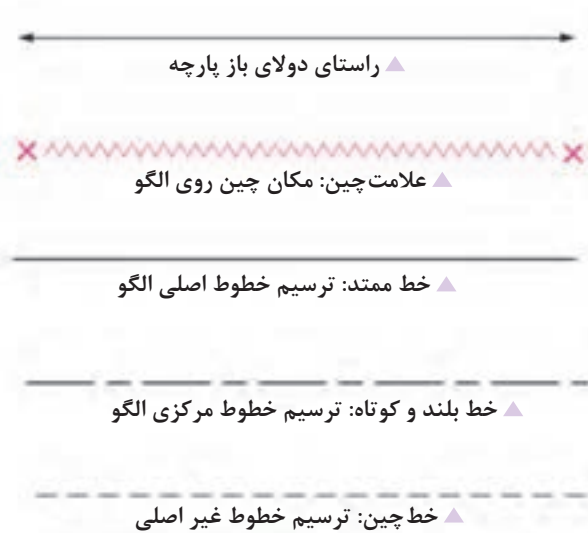 راستای دولای باز پارچه
علامت‌چین: مکان چین روی الگو
خط ممتد: ترسیم خطوط اصلی الگو
خط بلند و کوتاه: ترسیم خطوط مرکزی الگو
خط‌چین: ترسیم خطوط غیر اصلی